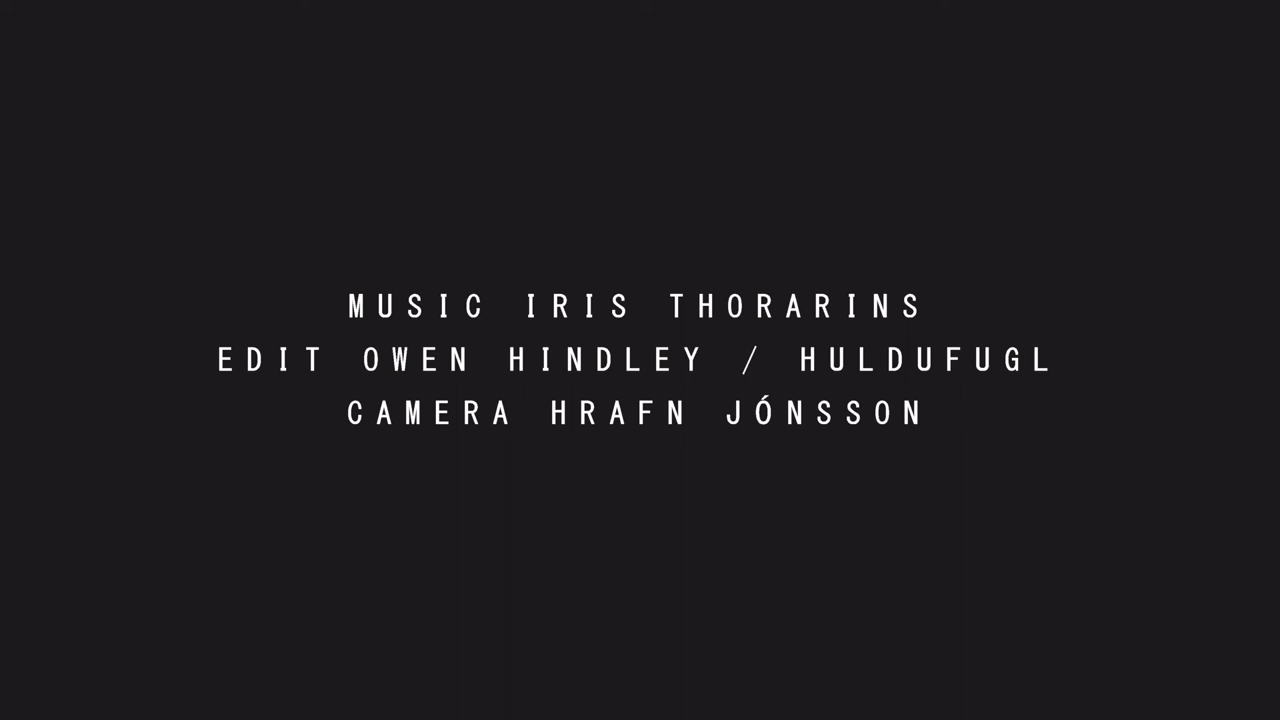 MUSIC IRIS THORARINS
EDIT OWEN HINDLEY / HULDUFUGL
CAMERA HRAFN JÓNSSON